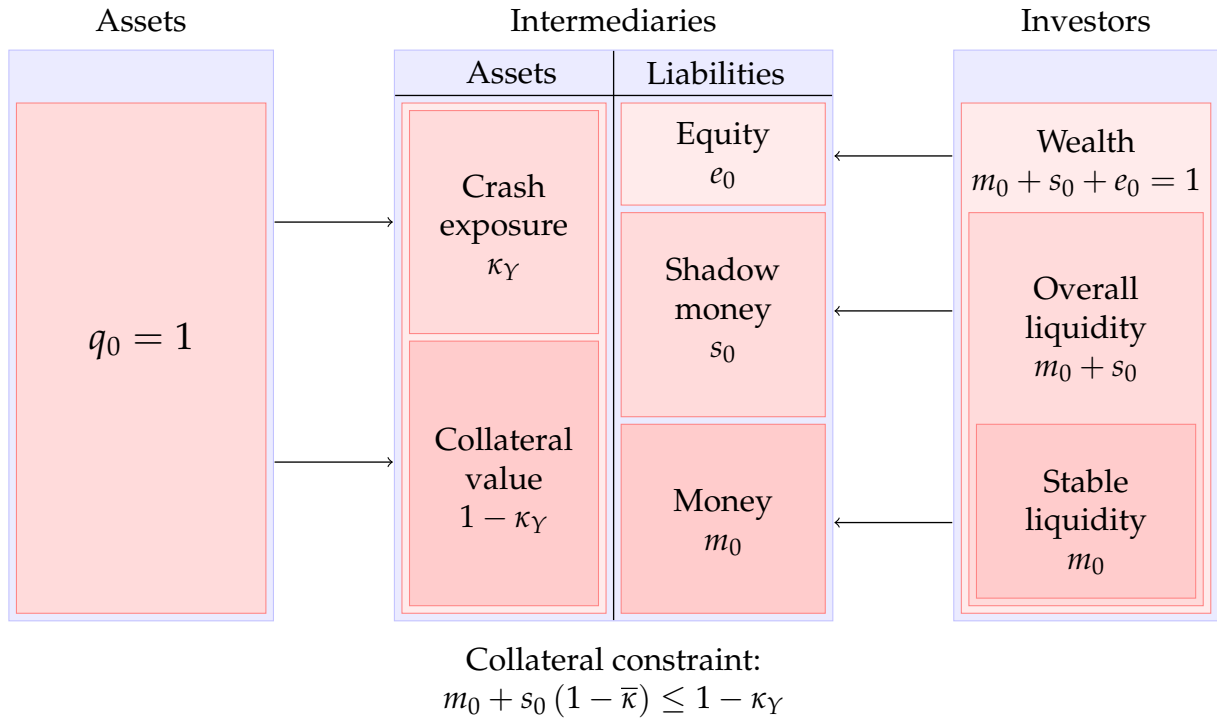 Assets
Intermediaries
Investors
Assets
Liabilities
q₀ = 1
Crash
exposure
κ_Y
Collateral
value
1 − κ_Y
Equity
e₀
Shadow
money
s₀
Money
m₀
Wealth
m₀ + s₀ + e₀ = 1
Overall
liquidity
m₀ + s₀
Stable
liquidity
m₀
Collateral constraint:
m₀ + s₀ (1 − κ̅) ≤ 1 − κ_Y